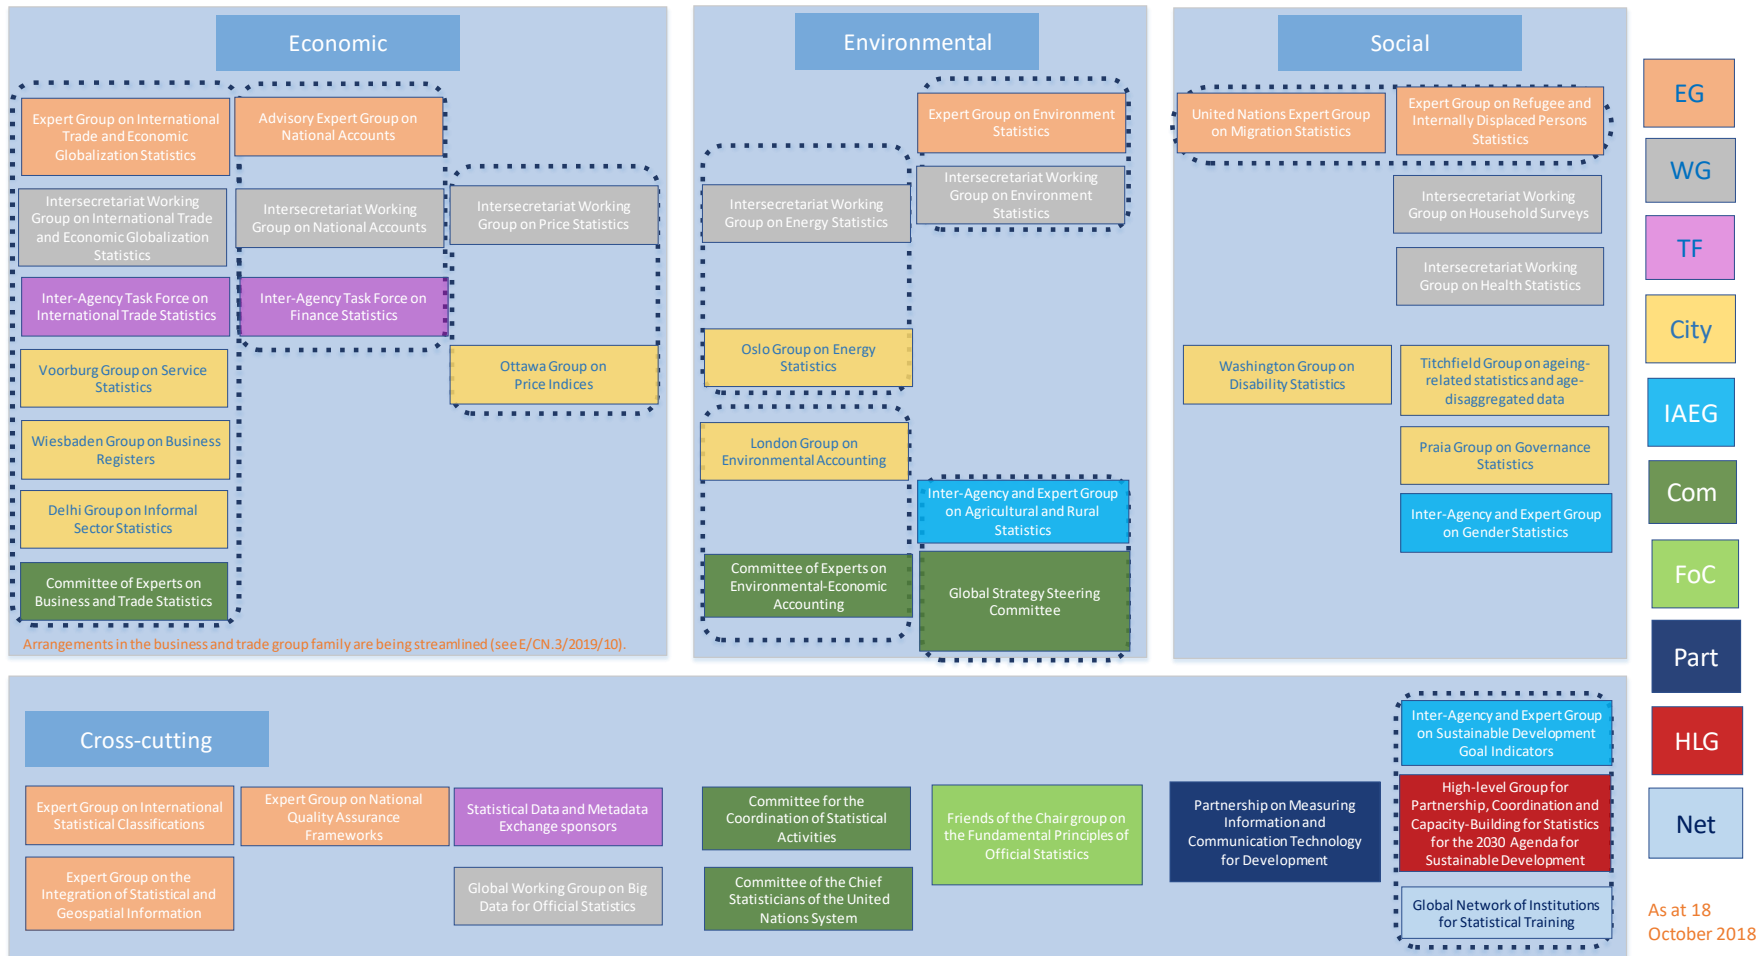 Economic
Expert Group on International
Trade and Economic
Globalization Statistics
Advisory Expert Group on
National Accounts
Intersecretariat Working
Group on International Trade
and Economic Globalization
Statistics
Intersecretariat Working
Group on National Accounts
Intersecretariat Working
Group on Price Statistics
Inter-Agency Task Force on
International Trade Statistics
Inter-Agency Task Force on
Finance Statistics
Voorburg Group on Service
Statistics
Ottawa Group on
Price Indices
Wiesbaden Group on Business
Registers
Delhi Group on Informal
Sector Statistics
Committee of Experts on
Business and Trade Statistics
Arrangements in the business and trade group family are being streamlined (see E/CN.3/2019/10).
Environmental
Expert Group on Environment
Statistics
Intersecretariat Working
Group on Energy Statistics
Intersecretariat Working
Group on Environment
Statistics
Oslo Group on Energy
Statistics
London Group on
Environmental Accounting
Inter-Agency and Expert Group
on Agricultural and Rural
Statistics
Committee of Experts on
Environmental-Economic
Accounting
Global Strategy Steering
Committee
Social
United Nations Expert Group
on Migration Statistics
Expert Group on Refugee and
Internally Displaced Persons
Statistics
Intersecretariat Working
Group on Household Surveys
Intersecretariat Working
Group on Health Statistics
Washington Group on
Disability Statistics
Titchfield Group on ageing-
related statistics and age-
disaggregated data
Praia Group on Governance
Statistics
Inter-Agency and Expert Group
on Gender Statistics
EG
WG
TF
City
IAEG
Com
FoC
Part
HLG
Net
Cross-cutting
Expert Group on International
Statistical Classifications
Expert Group on National
Quality Assurance
Frameworks
Statistical Data and Metadata
Exchange sponsors
Committee for the
Coordination of Statistical
Activities
Friends of the Chair group on
the Fundamental Principles of
Official Statistics
Partnership on Measuring
Information and
Communication Technology
for Development
Inter-Agency and Expert Group
on Sustainable Development
Goal Indicators
High-level Group for
Partnership, Coordination and
Capacity-Building for Statistics
for the 2030 Agenda for
Sustainable Development
Expert Group on the
Integration of Statistical and
Geospatial Information
Global Working Group on Big
Data for Official Statistics
Committee of the Chief
Statisticians of the United
Nations System
Global Network of Institutions
for Statistical Training
As at 18
October 2018